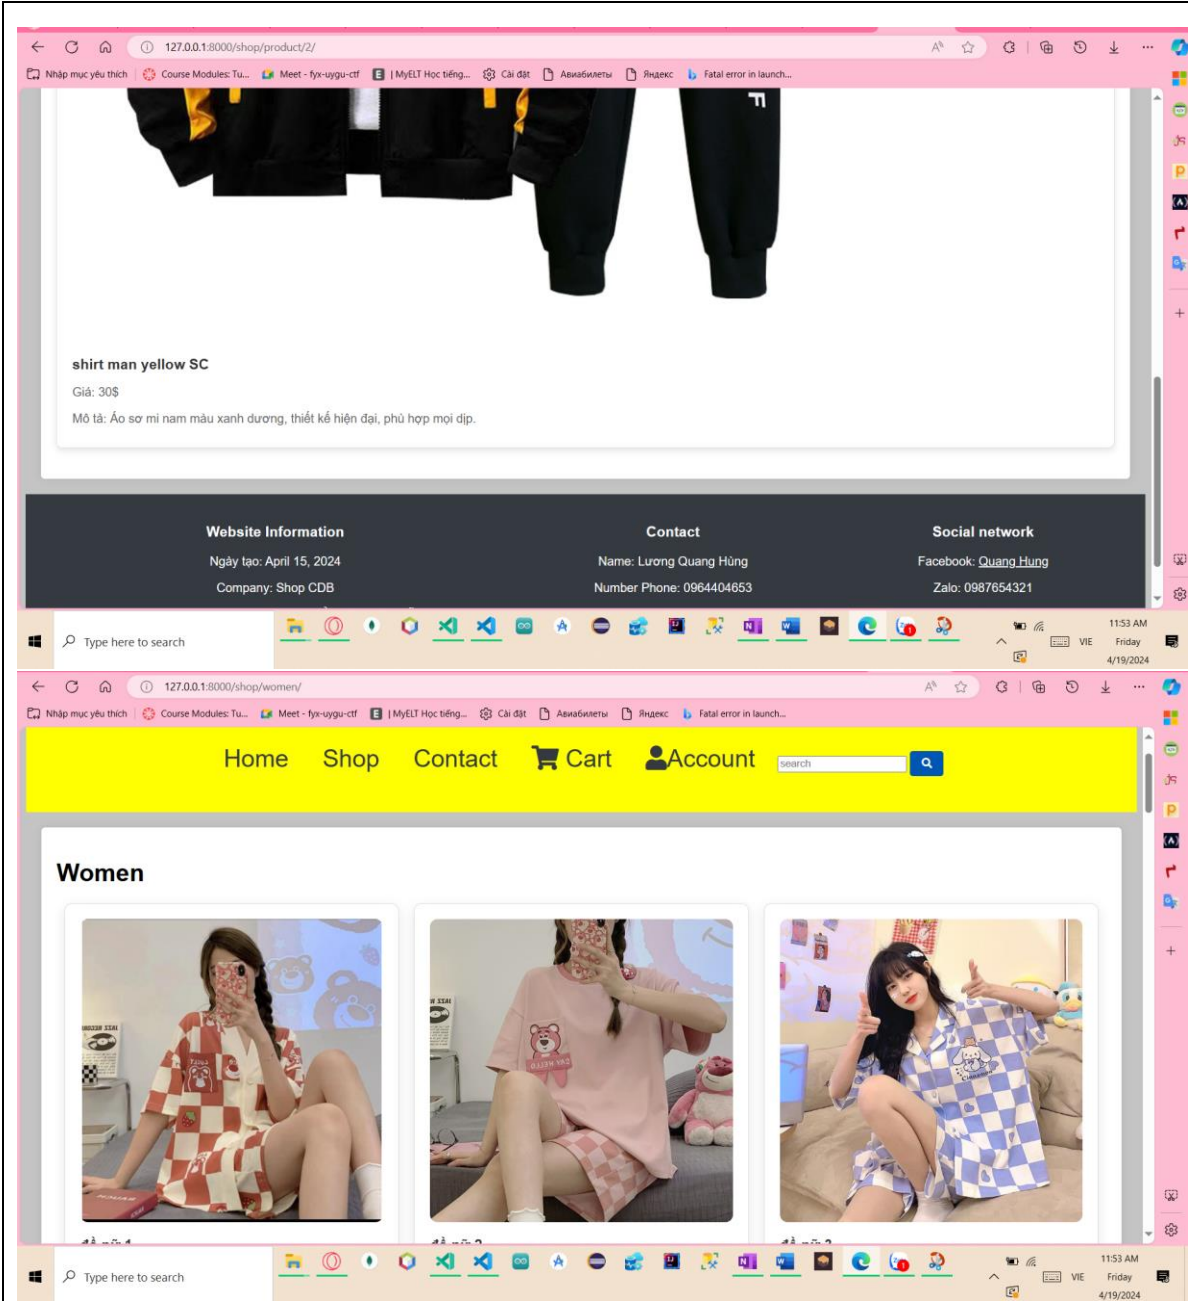 127.0.0.1:8000/shop/product/2/
Nhập mục yêu thích Course Modules: Tu... Meet - fyx-uygu-ctf | MyELT Học tiếng... Cài đặt Авиабилеты Яндекс Fatal error in launch...
F
shirt man yellow SC
Giá: 30$
Mô tả: Áo sơ mi nam màu xanh dương, thiết kế hiện đại, phù hợp mọi dịp.
Website Information Contact Social network
Ngày tạo: April 15, 2024 Name: Lương Quang Hùng Facebook: Quang Hung
Company: Shop CDB Number Phone: 0964404653 Zalo: 0987654321
Type here to search
11:53 AM
VIE Friday
4/19/2024
127.0.0.1:8000/shop/women/
Nhập mục yêu thích Course Modules: Tu... Meet - fyx-uygu-ctf | MyELT Học tiếng... Cài đặt Авиабилеты Яндекс Fatal error in launch...
Home Shop Contact Cart Account search
Women
Type here to search
11:53 AM
VIE Friday
4/19/2024